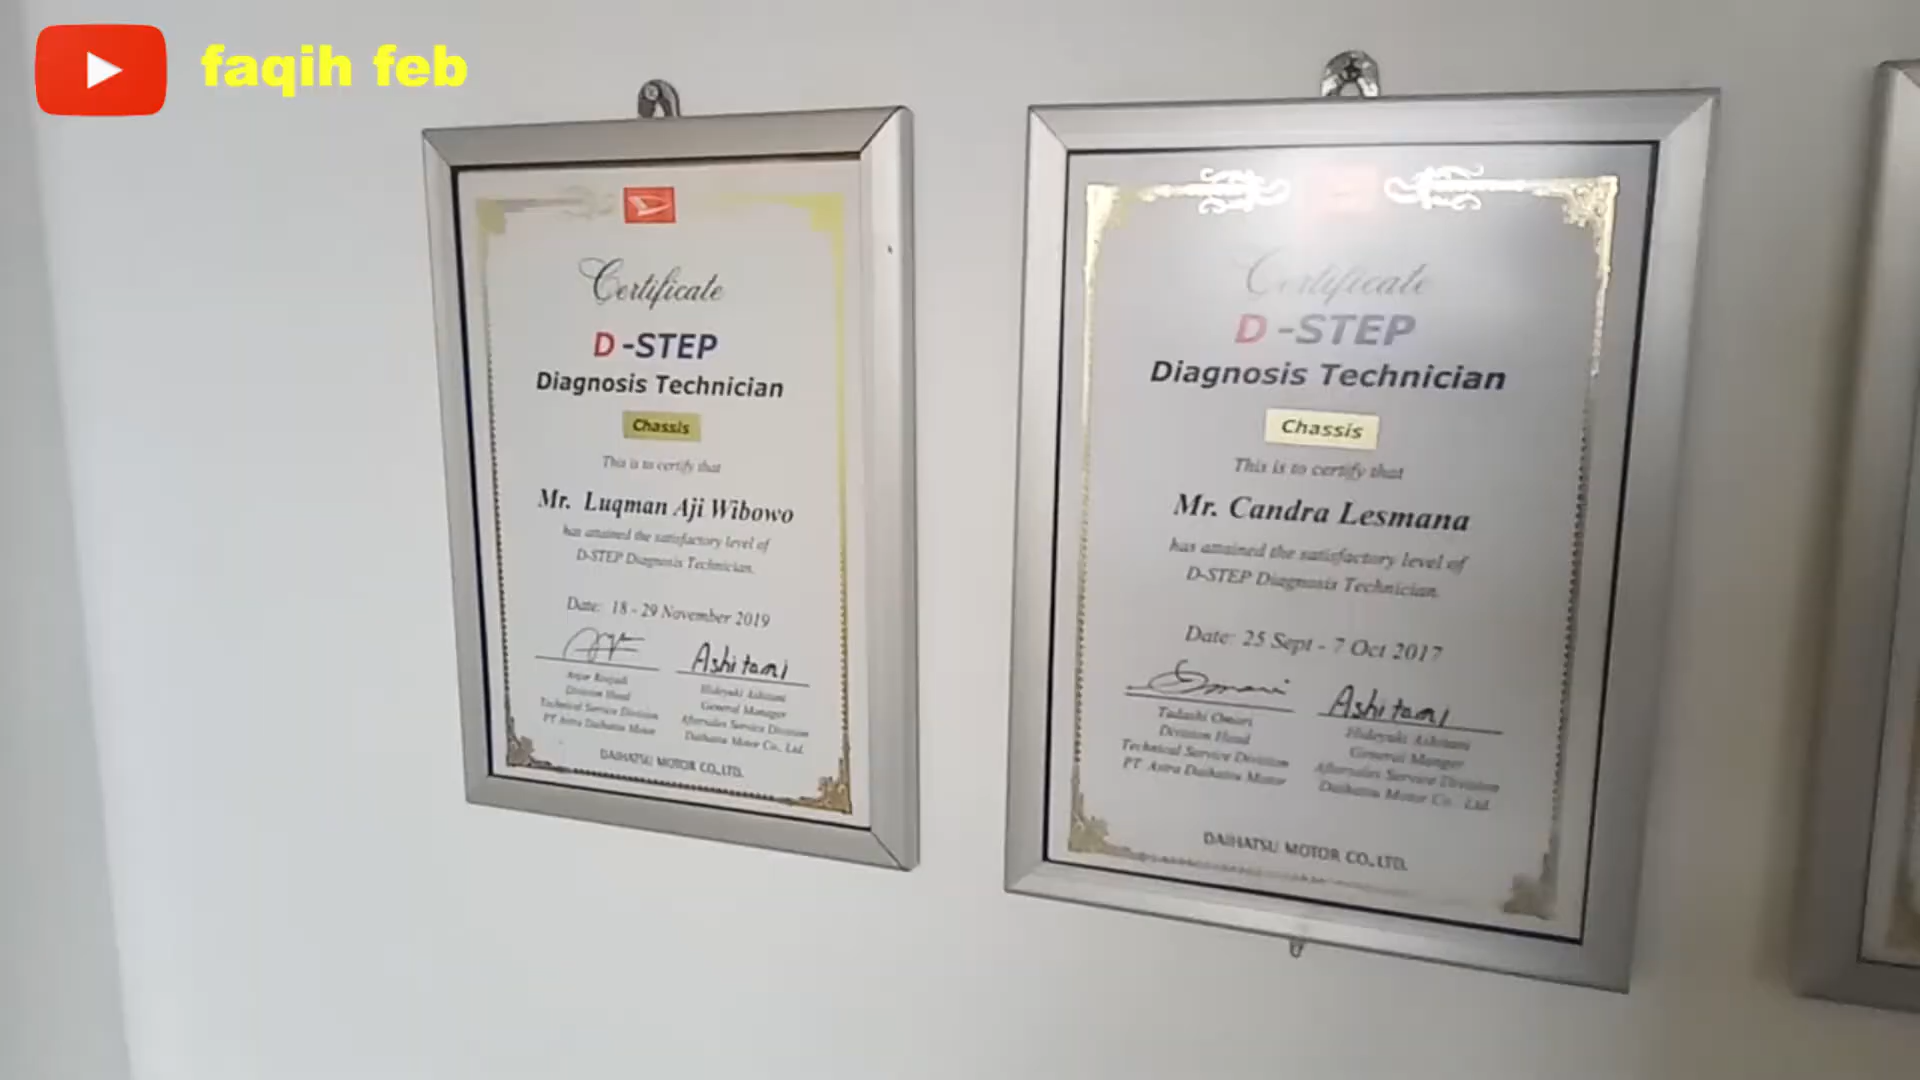 faqih feb
Certificate
D-STEP
Diagnosis Technician
Chassis
This is to certify that
Mr. Luqman Aji Wibowo
has attained the satisfactory level of
D-STEP Diagnosis Technician.
Date: 18 - 29 November 2019
Ashitani
Division Head
Technical Service Division
PT Astra Daihatsu Motor
Hideyuki Ashitani
General Manager
Aftersales Service Division
Daihatsu Motor Co., Ltd.
DAIHATSU MOTOR CO.,LTD.
Certificate
D-STEP
Diagnosis Technician
Chassis
This is to certify that
Mr. Candra Lesmana
has attained the satisfactory level of
D-STEP Diagnosis Technician.
Date: 25 Sept - 7 Oct 2017
Omori
Ashitani
Tadashi Omori
Division Head
Technical Service Division
PT Astra Daihatsu Motor
Hideyuki Ashitani
General Manger
Aftersales Service Division
Daihatsu Motor Co., Ltd.
DAIHATSU MOTOR CO.,LTD.